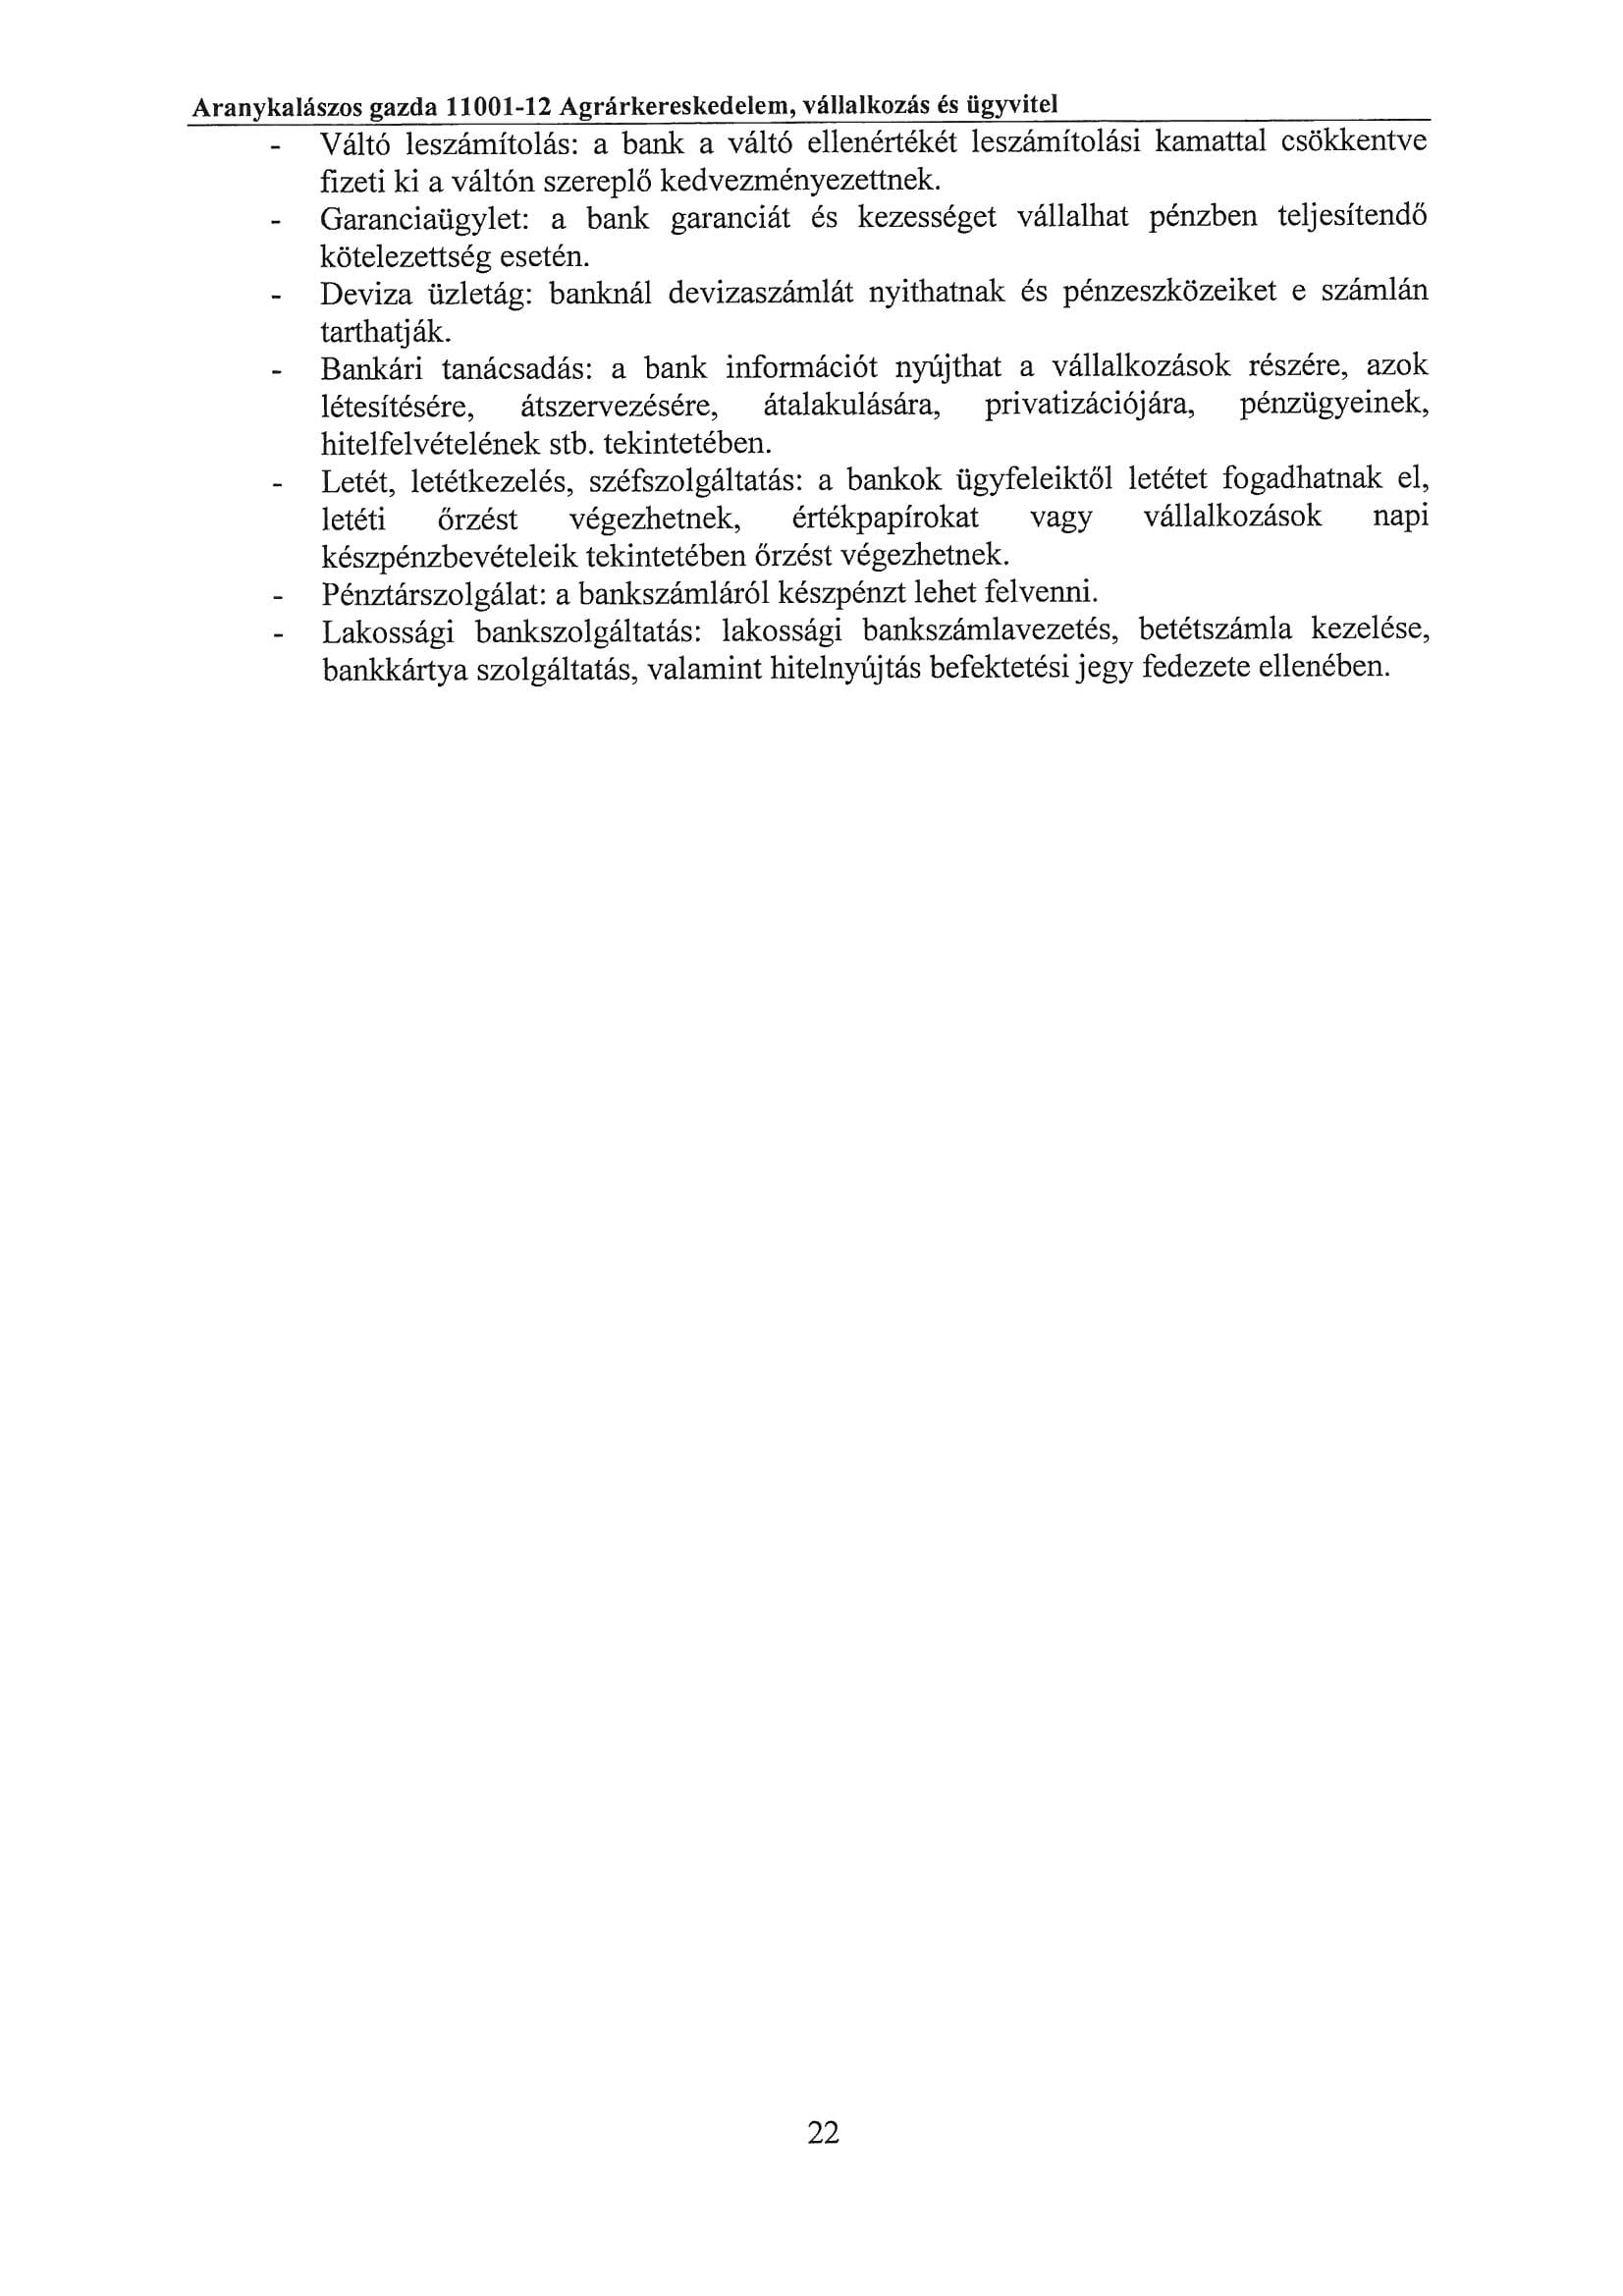 Aranykalászos gazda 11001-12 Agrárkereskedelem, vállalkozás és ügyvitel
- Váltó leszámítolás: a bank a váltó ellenértékét leszámítolási kamattal csökkentve
fizeti ki a váltón szereplő kedvezményezettnek.
- Garanciaügylet: a bank garanciát és kezességet vállalhat pénzben teljesítendő
kötelezettség esetén.
- Deviza üzletág: banknál devizaszámlát nyithatnak és pénzeszközeiket e számlán
tarthatják.
- Bankári tanácsadás: a bank információt nyújthat a vállalkozások részére, azok
létesítésére, átszervezésére, átalakulására, privatizációjára, pénzügyeinek,
hitelfelvételének stb. tekintetében.
- Letét, letétkezelés, széfszolgáltatás: a bankok ügyfeleiktől letétet fogadhatnak el,
letéti őrzést végezhetnek, értékpapírokat vagy vállalkozások napi
készpénzbevételeik tekintetében őrzést végezhetnek.
- Pénztárszolgálat: a bankszámláról készpénzt lehet felvenni.
- Lakossági bankszolgáltatás: lakossági bankszámlavezetés, betétszámla kezelése,
bankkártya szolgáltatás, valamint hitelnyújtás befektetési jegy fedezete ellenében.
22